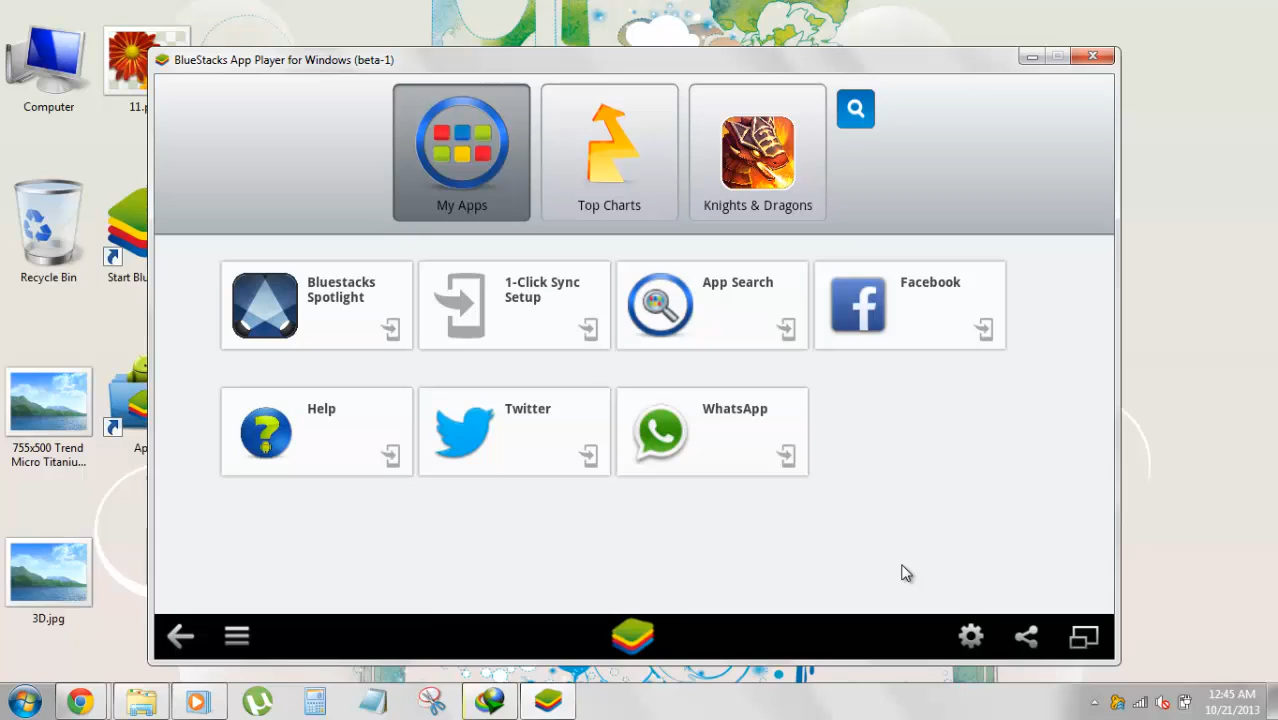 BlueStacks App Player for Windows (beta-1)
Computer
11.p
My Apps
Top Charts
Knights & Dragons
Recycle Bin
Start Blu
Bluestacks
Spotlight
1-Click Sync
Setup
App Search
Facebook
Help
Twitter
WhatsApp
755x500 Trend
Micro Titaniu...
Ap
3D.jpg
12:45 AM
10/21/2013